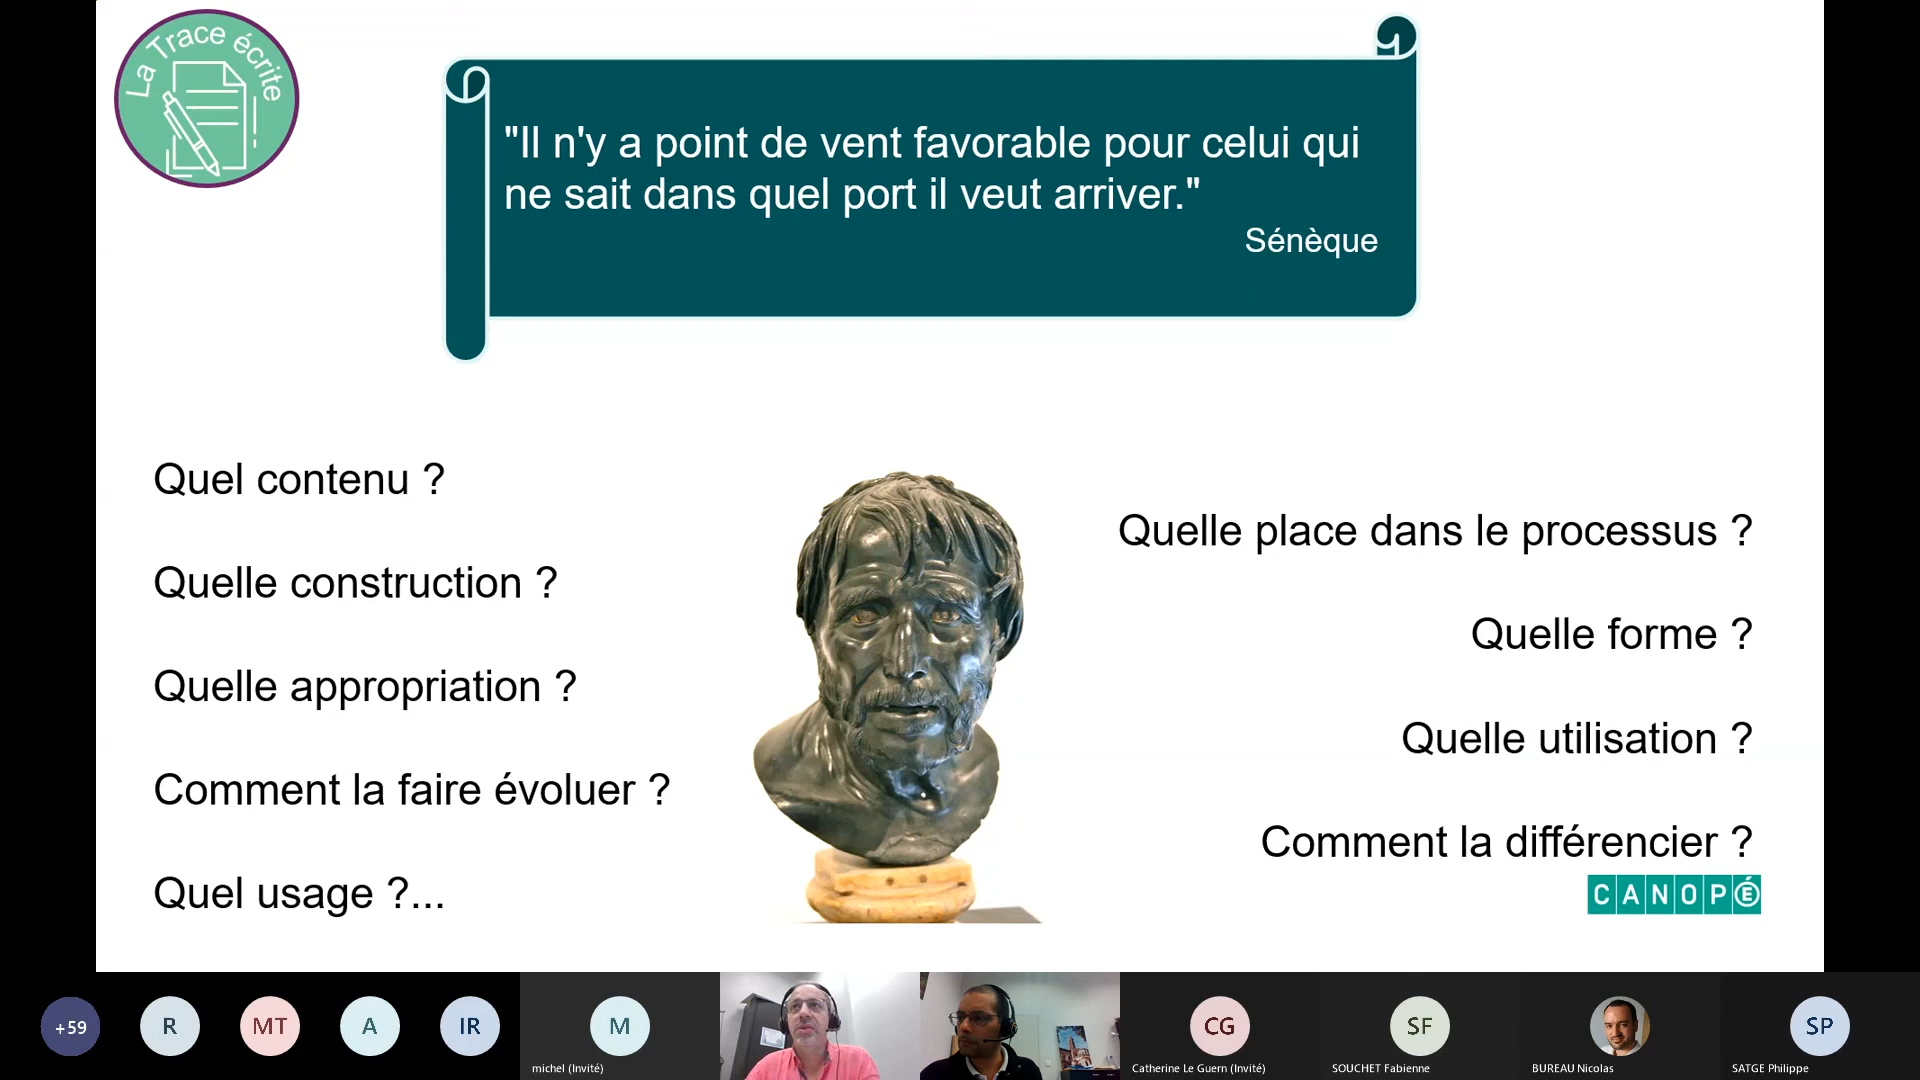 La Trace écrite
"Il n'y a point de vent favorable pour celui qui
ne sait dans quel port il veut arriver."
Sénèque
Quel contenu ?
Quelle construction ?
Quelle appropriation ?
Comment la faire évoluer ?
Quel usage ?...
Quelle place dans le processus ?
Quelle forme ?
Quelle utilisation ?
Comment la différencier ?
CANOPÉ
+59
R
MT
A
IR
M
michel (Invité)
CG
Catherine Le Guern (Invité)
SF
SOUCHET Fabienne
BUREAU Nicolas
SP
SATGE Philippe